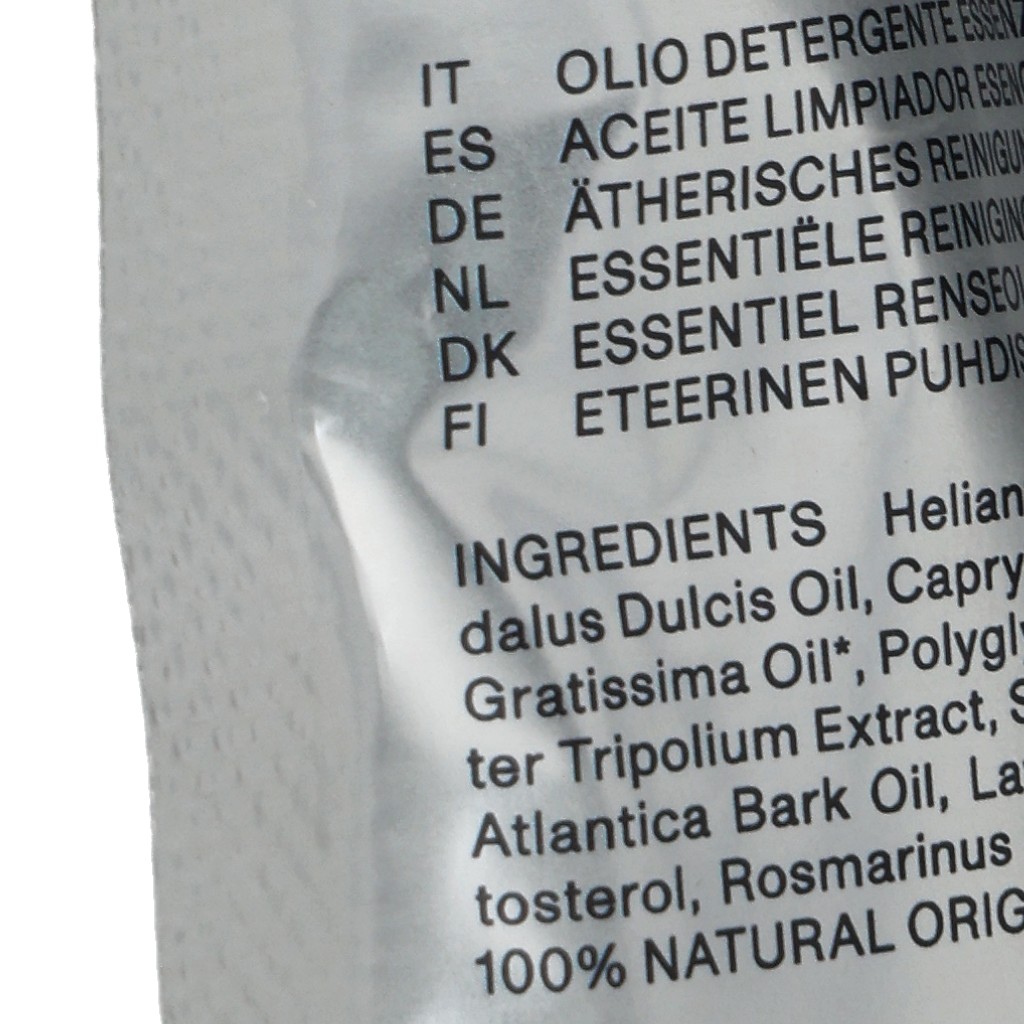 IT OLIO DETERGENTE
ES ACEITE LIMPIADOR
DE ÄTHERISCHES
NL ESSENTIËLE
DK ESSENTIEL
FI ETEERINEN
INGREDIENTS
dalus Dulcis Oil,
Gratissima Oil*,
ter Tripolium Extract,
Atlantica Bark Oil,
tosterol, Rosmarinus
100% NATURAL